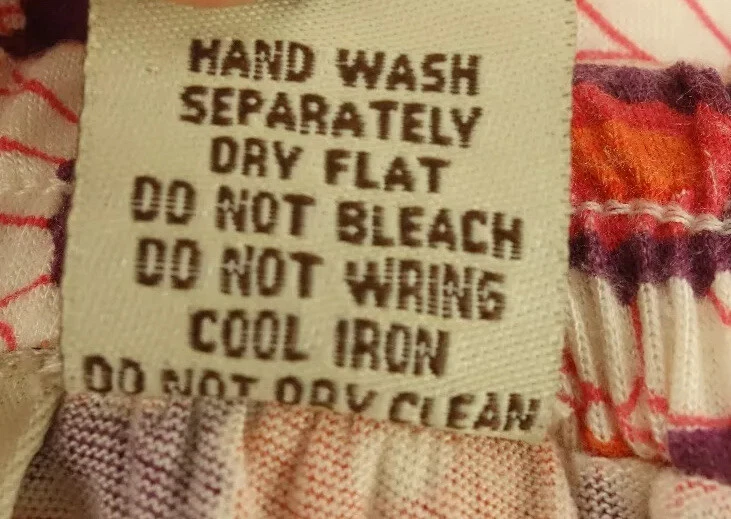 HAND WASH
SEPARATELY
DRY FLAT
DO NOT BLEACH
DO NOT WRING
COOL IRON
DO NOT DRY CLEAN